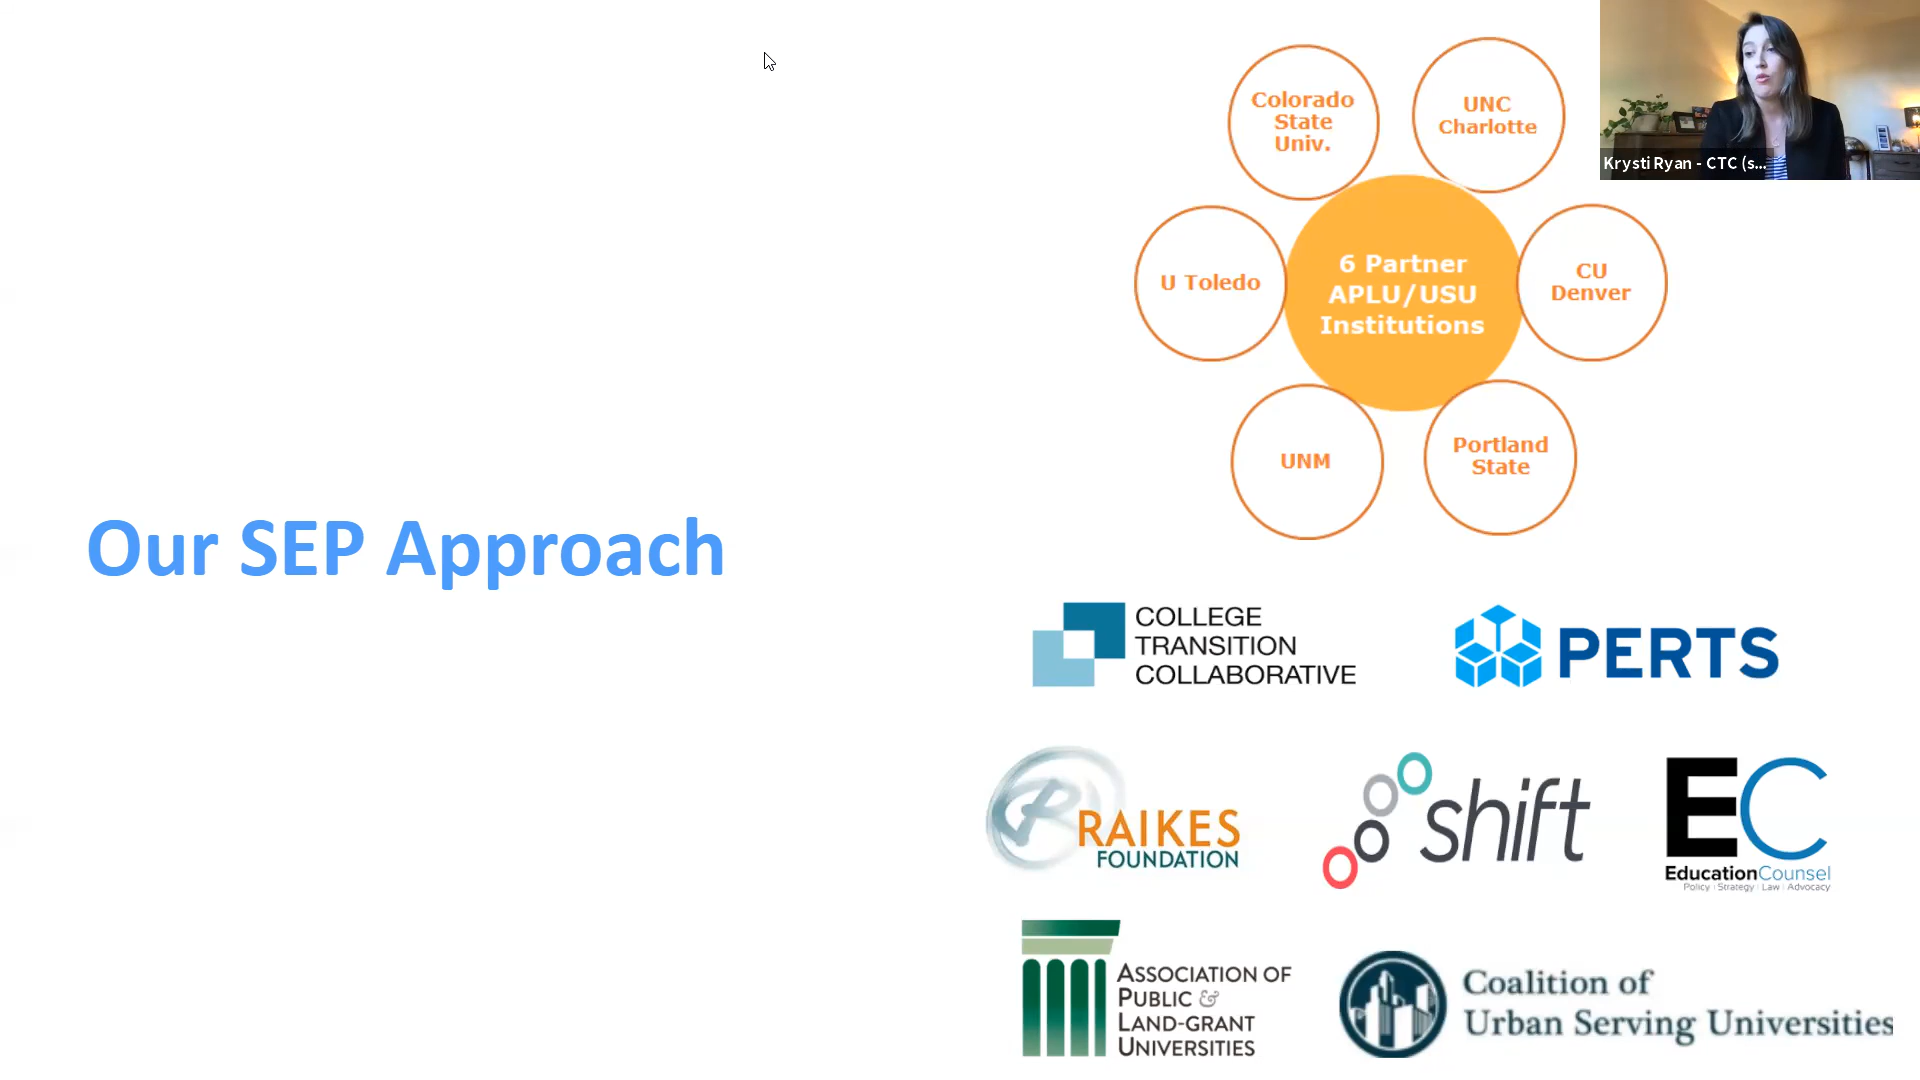 Our SEP Approach
Colorado
State
Univ.
UNC
Charlotte
U Toledo
6 Partner
APLU/USU
Institutions
CU
Denver
UNM
Portland
State
COLLEGE
TRANSITION
COLLABORATIVE
PERTS
RAIKES
FOUNDATION
shift
EC
EducationCounsel
Policy | Strategy | Law | Advocacy
ASSOCIATION OF
PUBLIC &
LAND-GRANT
UNIVERSITIES
Coalition of
Urban Serving Universities
Krysti Ryan - CTC (s...